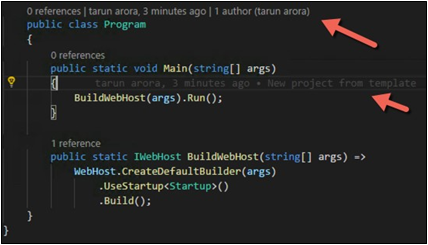 0 references | tarun arora, 3 minutes ago | 1 author (tarun arora)
public class Program
{
0 references
public static void Main(string[] args)
{ tarun arora, 3 minutes ago • New project from template
BuildWebHost(args).Run();
}
1 reference
public static IWebHost BuildWebHost(string[] args) =>
WebHost.CreateDefaultBuilder(args)
.UseStartup<Startup>()
.Build();
}
}